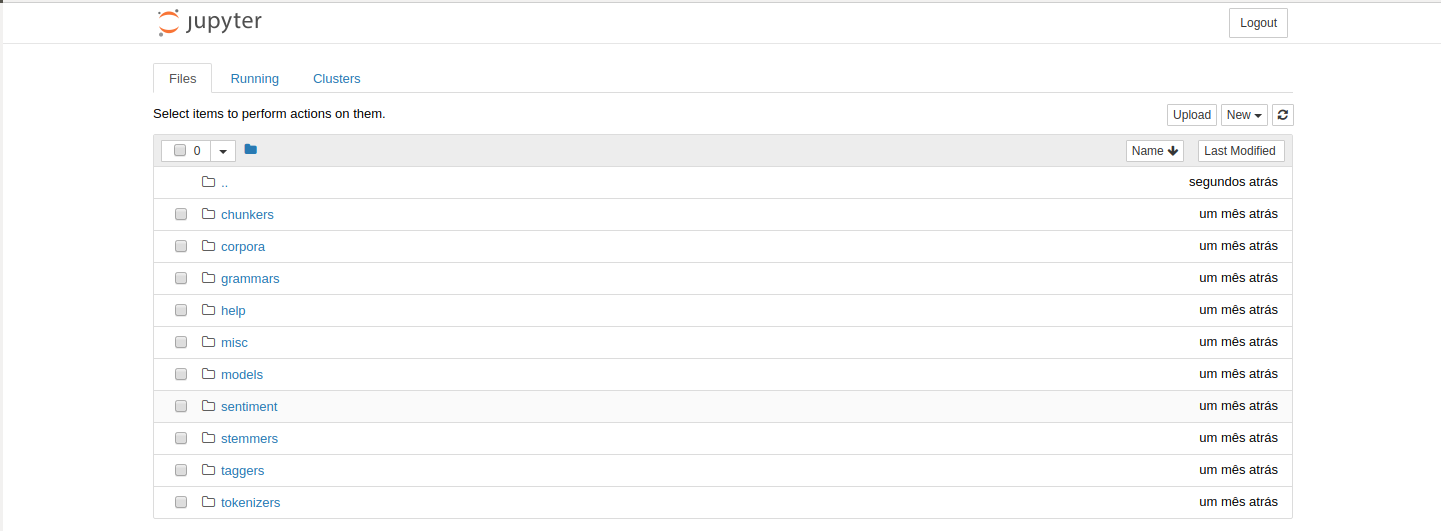 jupyter
Logout
Files Running Clusters
Select items to perform actions on them.
Upload New
0 Name Last Modified
.. segundos atrás
chunkers um mês atrás
corpora um mês atrás
grammars um mês atrás
help um mês atrás
misc um mês atrás
models um mês atrás
sentiment um mês atrás
stemmers um mês atrás
taggers um mês atrás
tokenizers um mês atrás